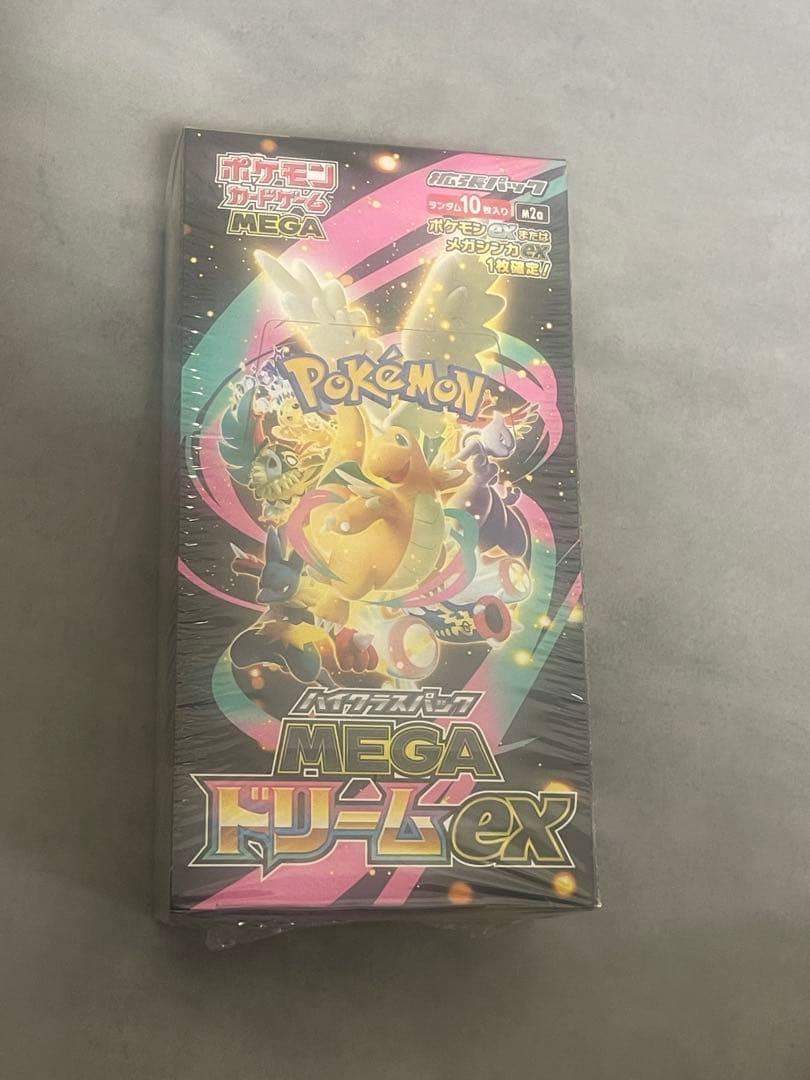 ポケモン
カードゲーム
MEGA
拡張パック
ランダム10枚入り
m2a
ポケモンexまたは
メガシンカex
1枚確定!
POKéMON
ハイクラスパック
MEGA
ドリームex